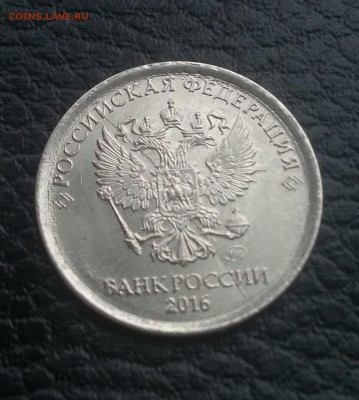 COINS.LAVE.RU
РОССИЙСКАЯ ФЕДЕРАЦИЯ
БАНК РОССИИ
2016